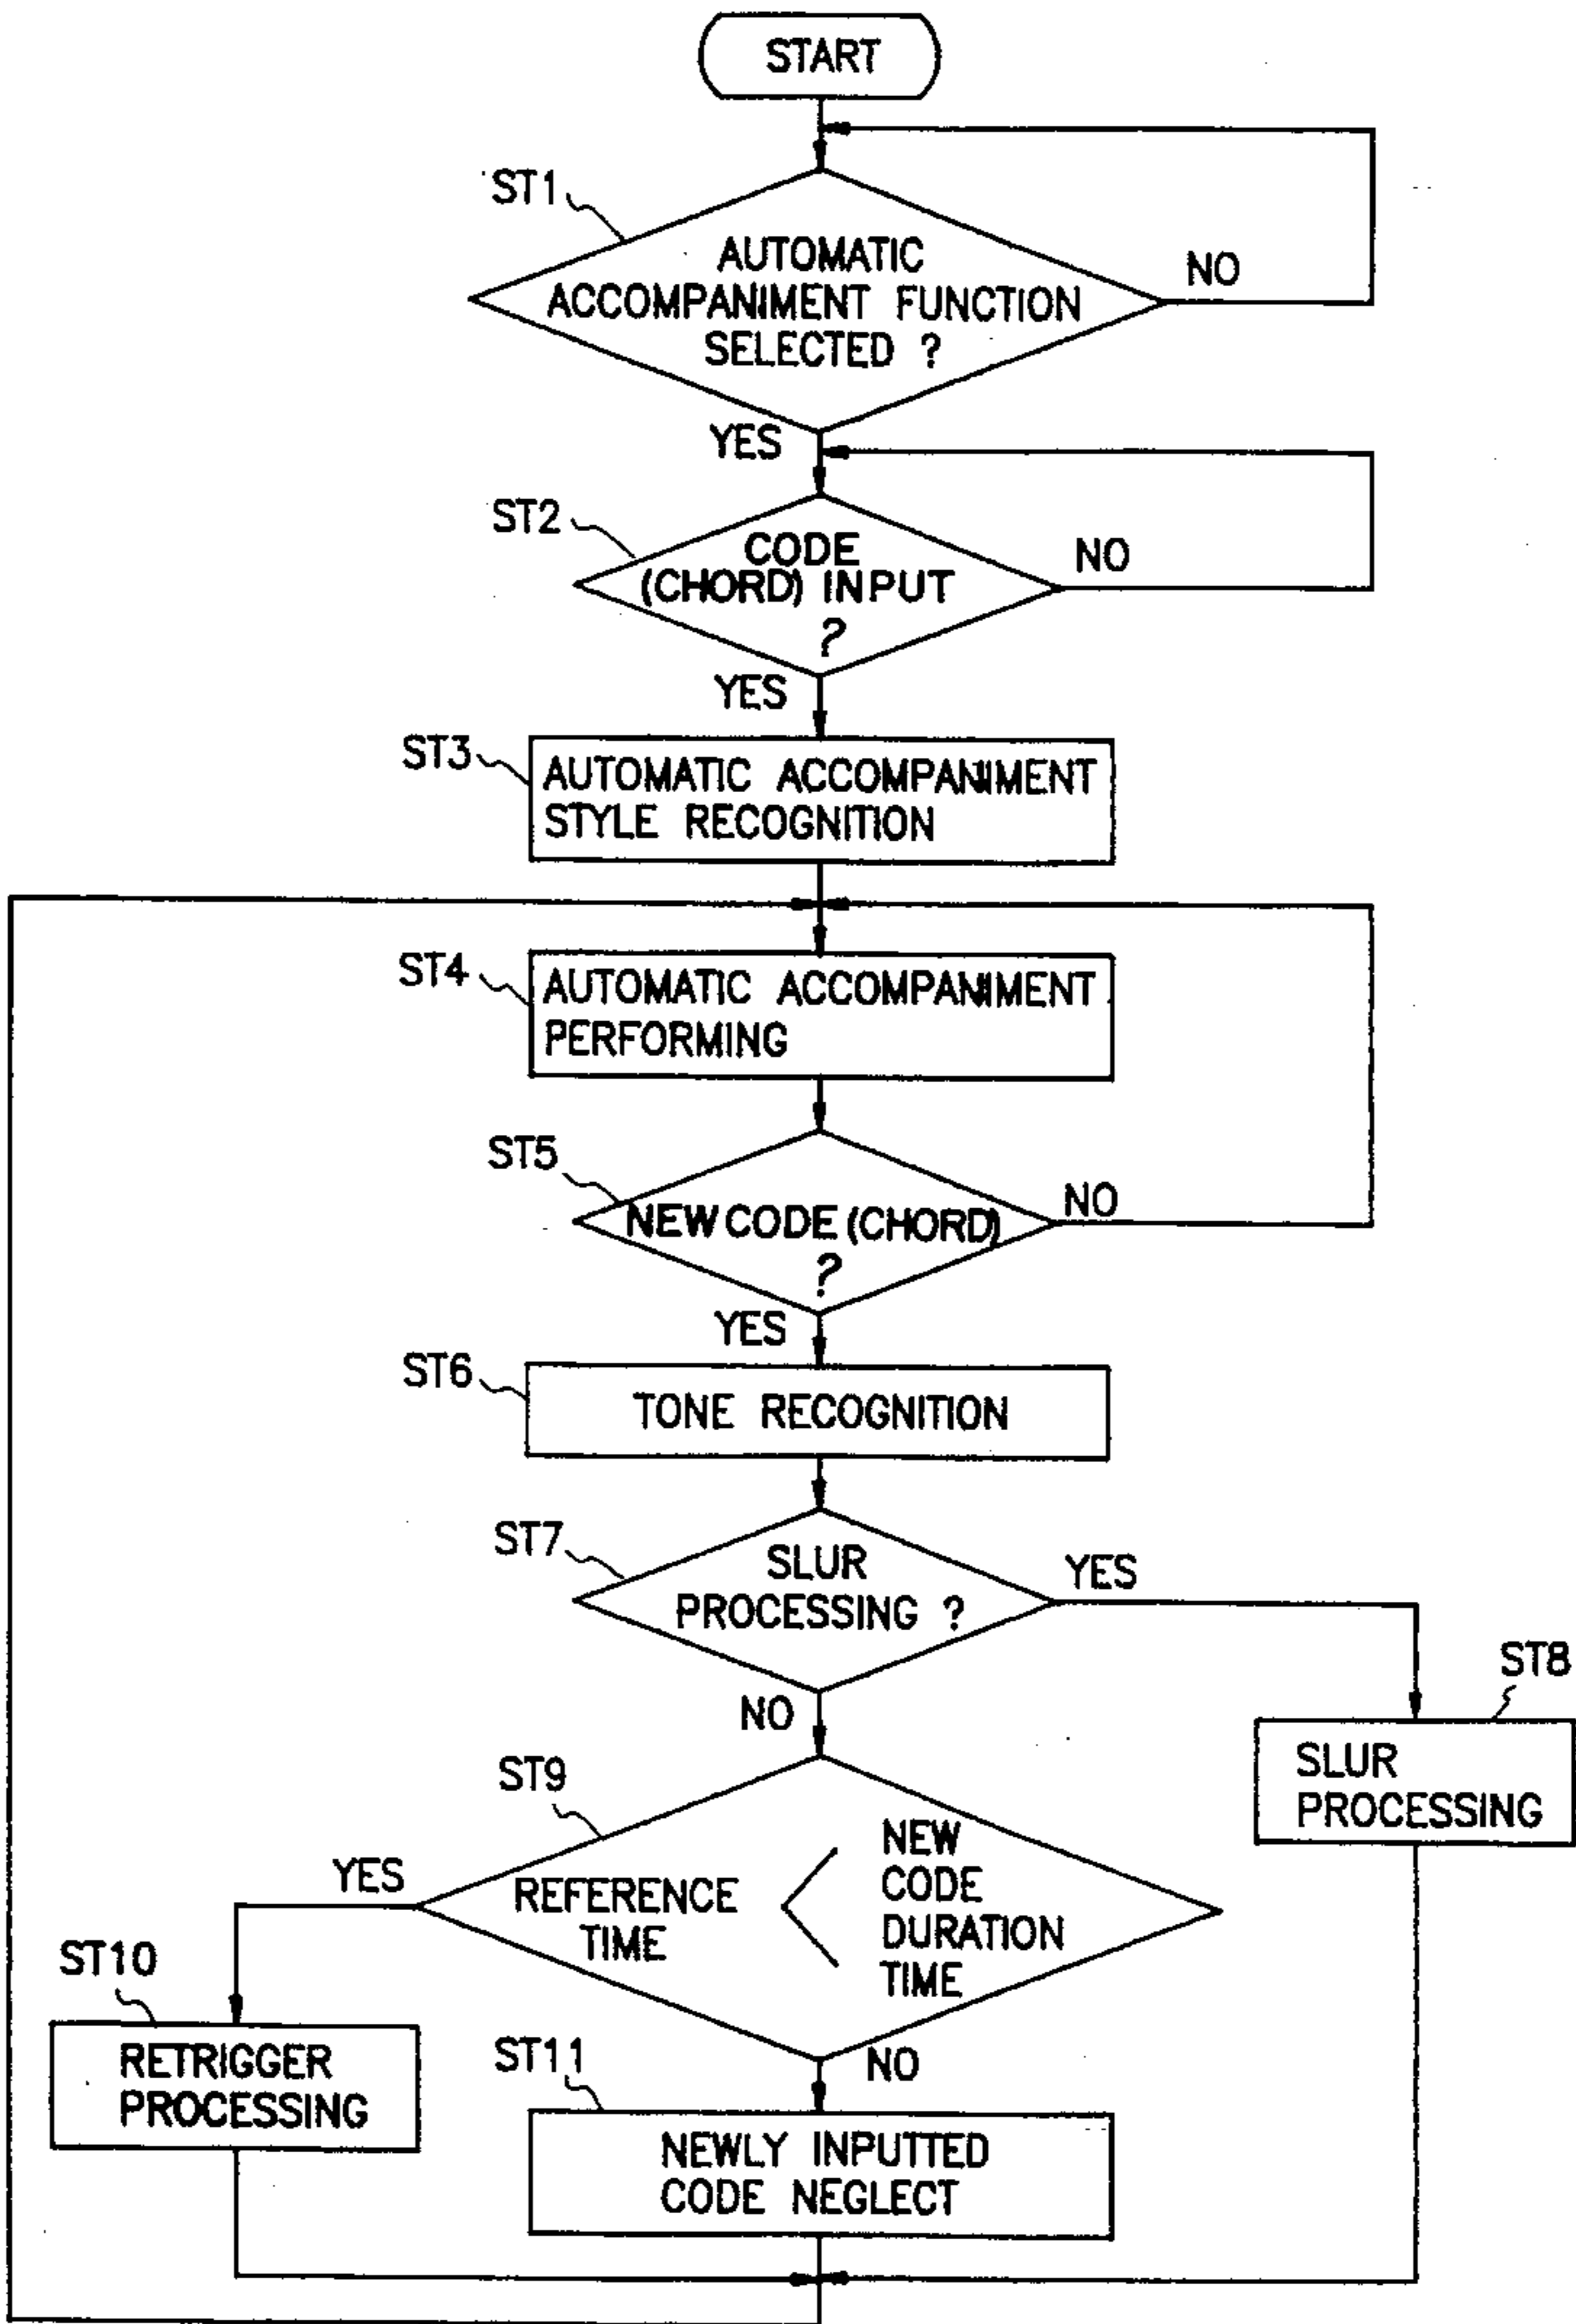 START
ST1
AUTOMATIC
ACCOMPANIMENT FUNCTION
SELECTED ?
NO
YES
ST2
CODE
(CHORD) INPUT
?
NO
YES
ST3
AUTOMATIC ACCOMPANIMENT
STYLE RECOGNITION
ST4
AUTOMATIC ACCOMPANIMENT
PERFORMING
ST5
NEW CODE (CHORD)
?
NO
YES
ST6
TONE RECOGNITION
ST7
SLUR
PROCESSING ?
YES
NO
ST8
SLUR
PROCESSING
ST9
YES
REFERENCE
TIME
<
NEW
CODE
DURATION
TIME
NO
ST10
RETRIGGER
PROCESSING
ST11
NEWLY INPUTTED
CODE NEGLECT